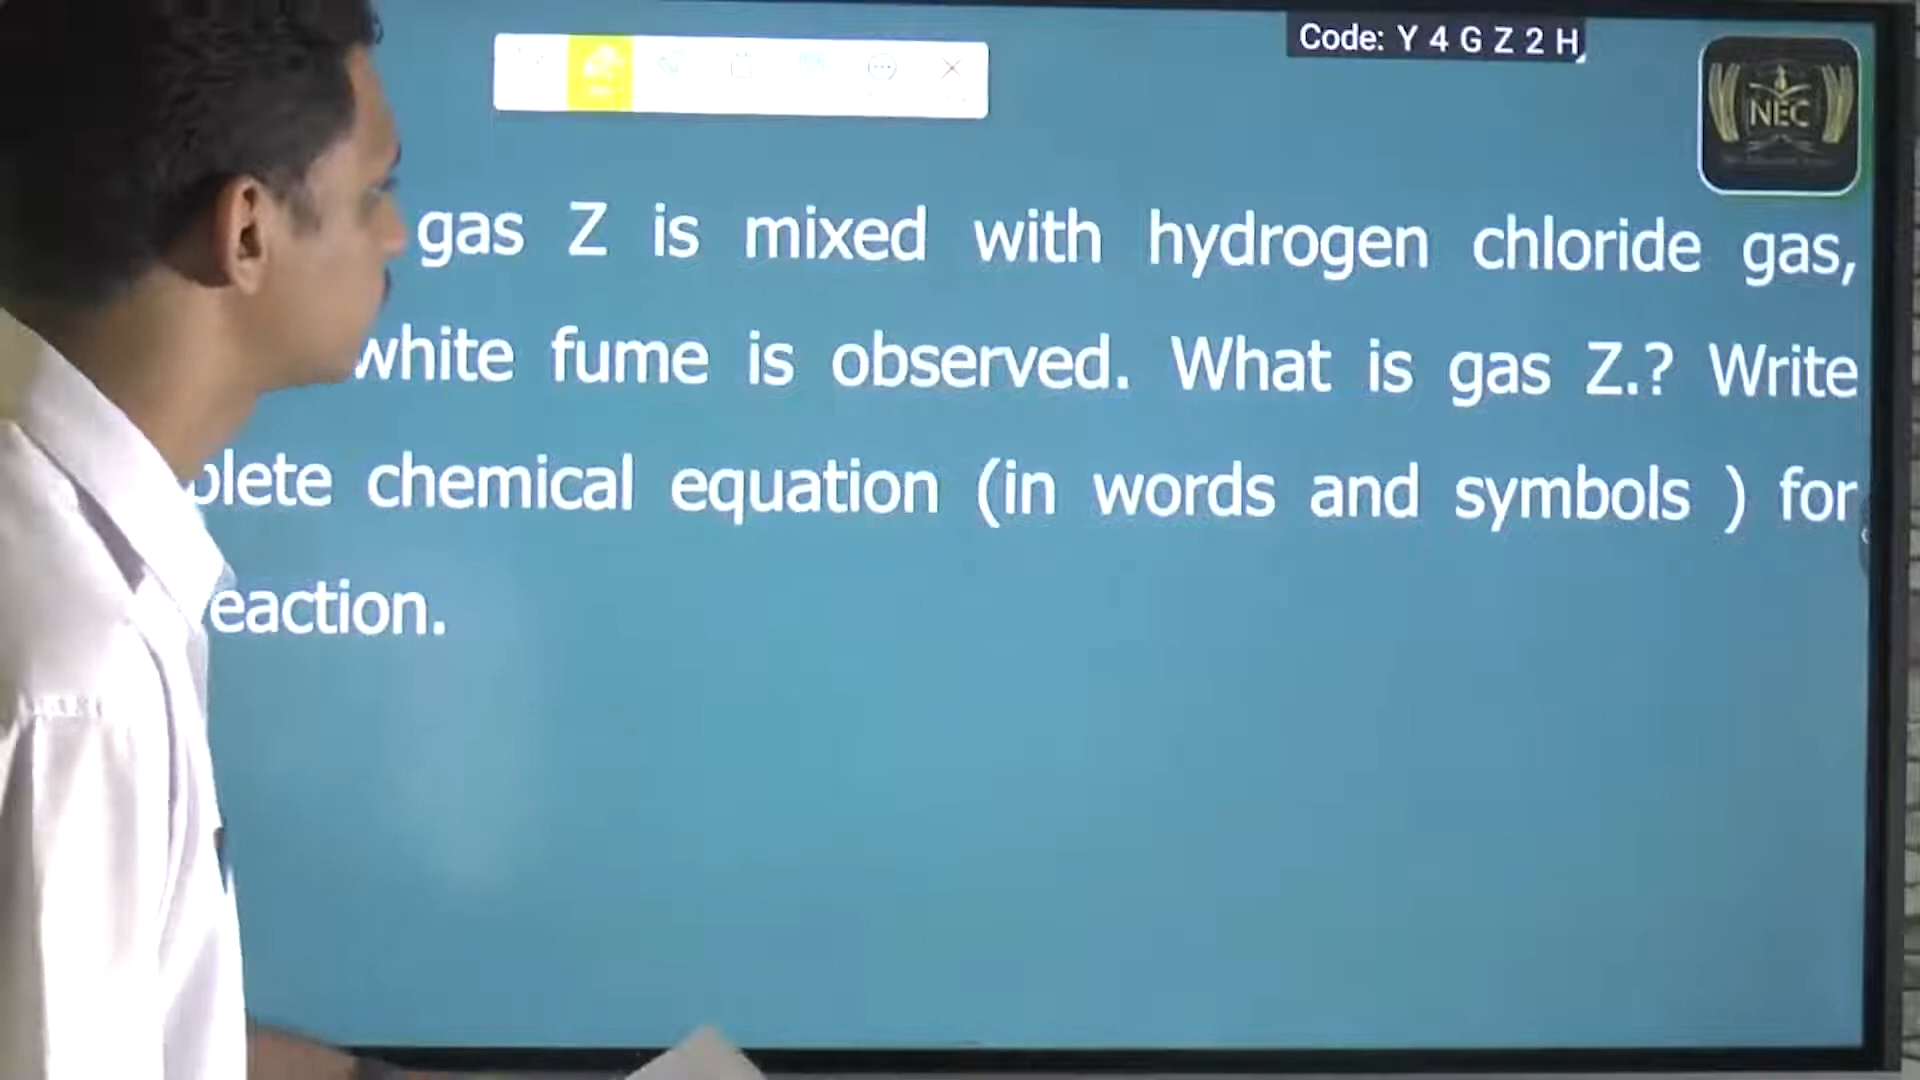 Code: Y 4 G Z 2 H
NEC
gas Z is mixed with hydrogen chloride gas,
white fume is observed. What is gas Z.? Write
plete chemical equation (in words and symbols ) for
eaction.